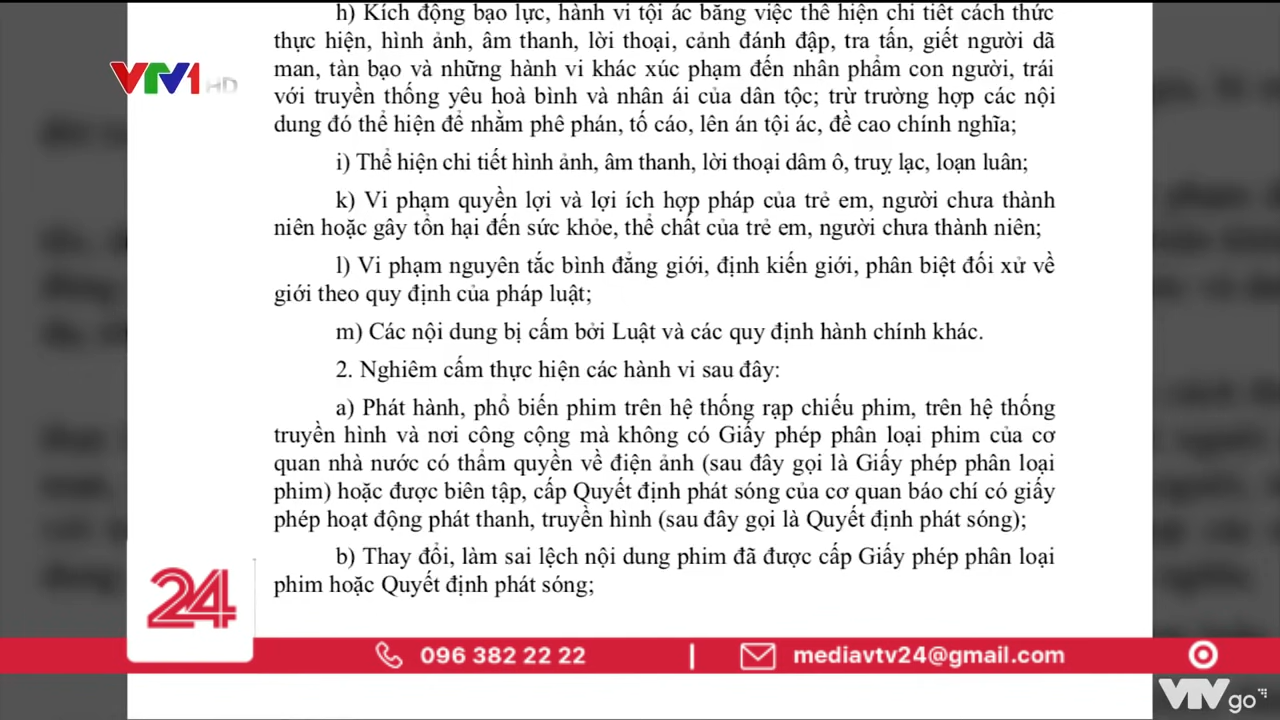 h) Kích động bạo lực, hành vi tội ác bằng việc thể hiện chi tiết cách thức
thực hiện, hình ảnh, âm thanh, lời thoại, cảnh đánh đập, tra tấn, giết người dã
man, tàn bạo và những hành vi khác xúc phạm đến nhân phẩm con người, trái
với truyền thống yêu hoà bình và nhân ái của dân tộc; trừ trường hợp các nội
dung đó thể hiện để nhằm phê phán, tố cáo, lên án tội ác, đề cao chính nghĩa;
i) Thể hiện chi tiết hình ảnh, âm thanh, lời thoại dâm ô, truỵ lạc, loạn luân;
k) Vi phạm quyền lợi và lợi ích hợp pháp của trẻ em, người chưa thành
niên hoặc gây tổn hại đến sức khỏe, thể chất của trẻ em, người chưa thành niên;
l) Vi phạm nguyên tắc bình đẳng giới, định kiến giới, phân biệt đối xử về
giới theo quy định của pháp luật;
m) Các nội dung bị cấm bởi Luật và các quy định hành chính khác.
2. Nghiêm cấm thực hiện các hành vi sau đây:
a) Phát hành, phổ biến phim trên hệ thống rạp chiếu phim, trên hệ thống
truyền hình và nơi công cộng mà không có Giấy phép phân loại phim của cơ
quan nhà nước có thẩm quyền về điện ảnh (sau đây gọi là Giấy phép phân loại
phim) hoặc được biên tập, cấp Quyết định phát sóng của cơ quan báo chí có giấy
phép hoạt động phát thanh, truyền hình (sau đây gọi là Quyết định phát sóng);
b) Thay đổi, làm sai lệch nội dung phim đã được cấp Giấy phép phân loại
phim hoặc Quyết định phát sóng;
VTV1 HD
24
096 382 22 22 | mediavtv24@gmail.com
VTV go